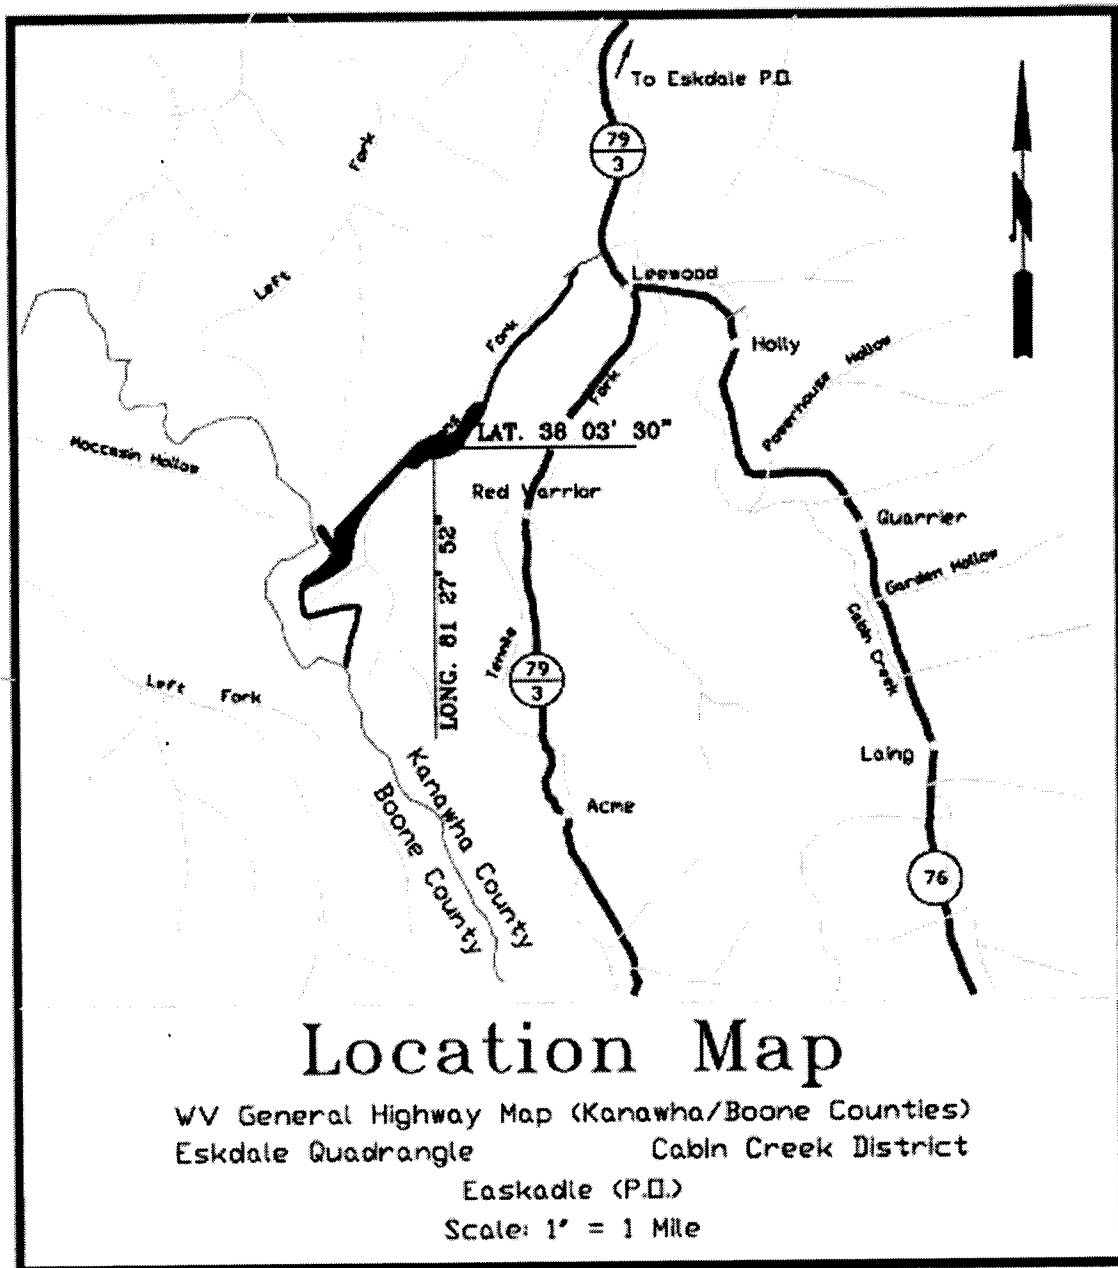 To Eskdale P.O.
79
3
Fork
Left
Leewood
Fork
Holly
Powerhouse Hollow
Fork
LAT. 38 03' 30"
Moccasin Hollow
Red Warrior
LONG. 81 27' 52"
Quarrier
Garden Hollow
Cabin Creek
Tennile
79
3
Left Fork
Laing
Kanawha County
Boone County
Acme
76
N
Location Map
WV General Highway Map (Kanawha/Boone Counties)
Eskdale Quadrangle Cabin Creek District
Easkadle (P.O.)
Scale: 1" = 1 Mile